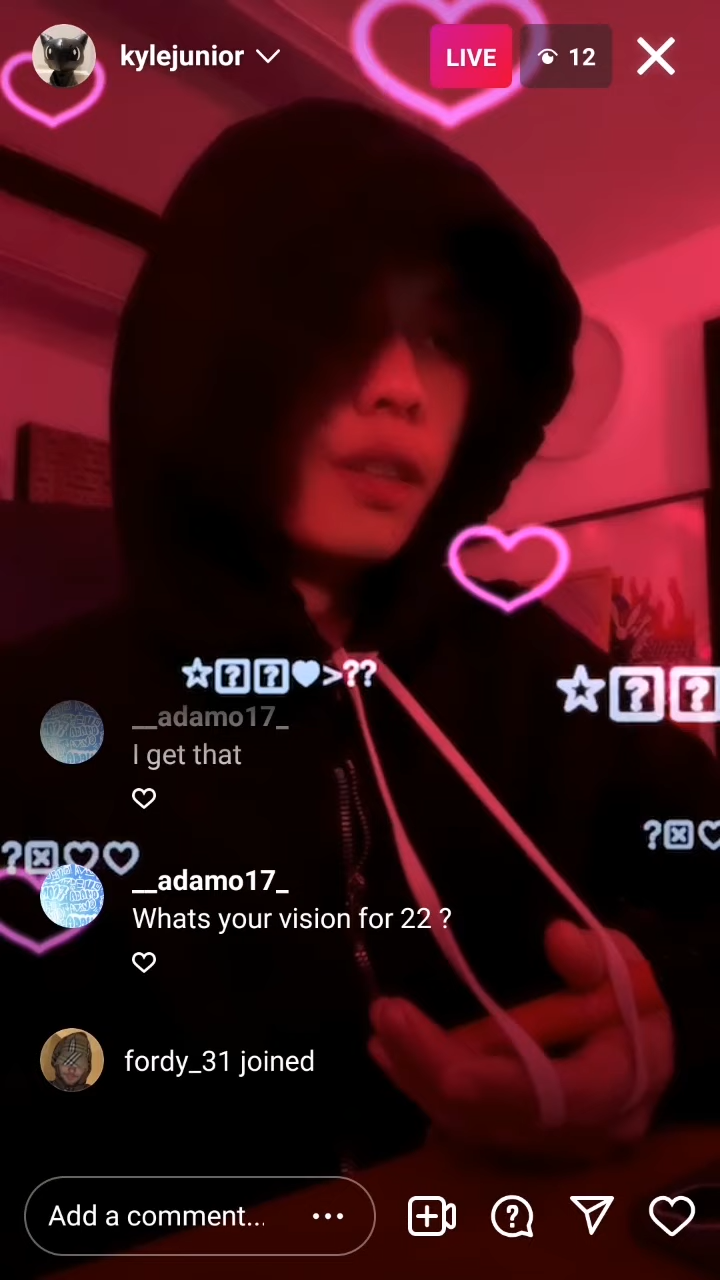 kylejunior
LIVE
12
☆??♥>??
☆??
__adamo17_
I get that
?☒♡
?☒♡♡
__adamo17_
Whats your vision for 22 ?
fordy_31 joined
Add a comment...